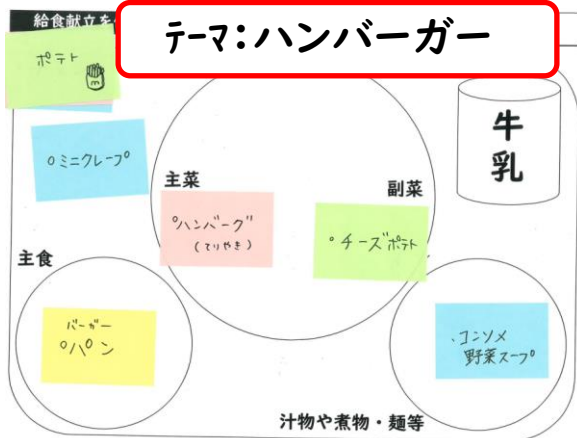 給食献立を
テーマ:ハンバーガー
ポテト
○ミニクレープ
牛乳
主菜
副菜
○ハンバーグ
(てりやき)
○チーズポテト
主食
バーガー
○パン
.コンソメ
野菜スープ
汁物や煮物・麺等